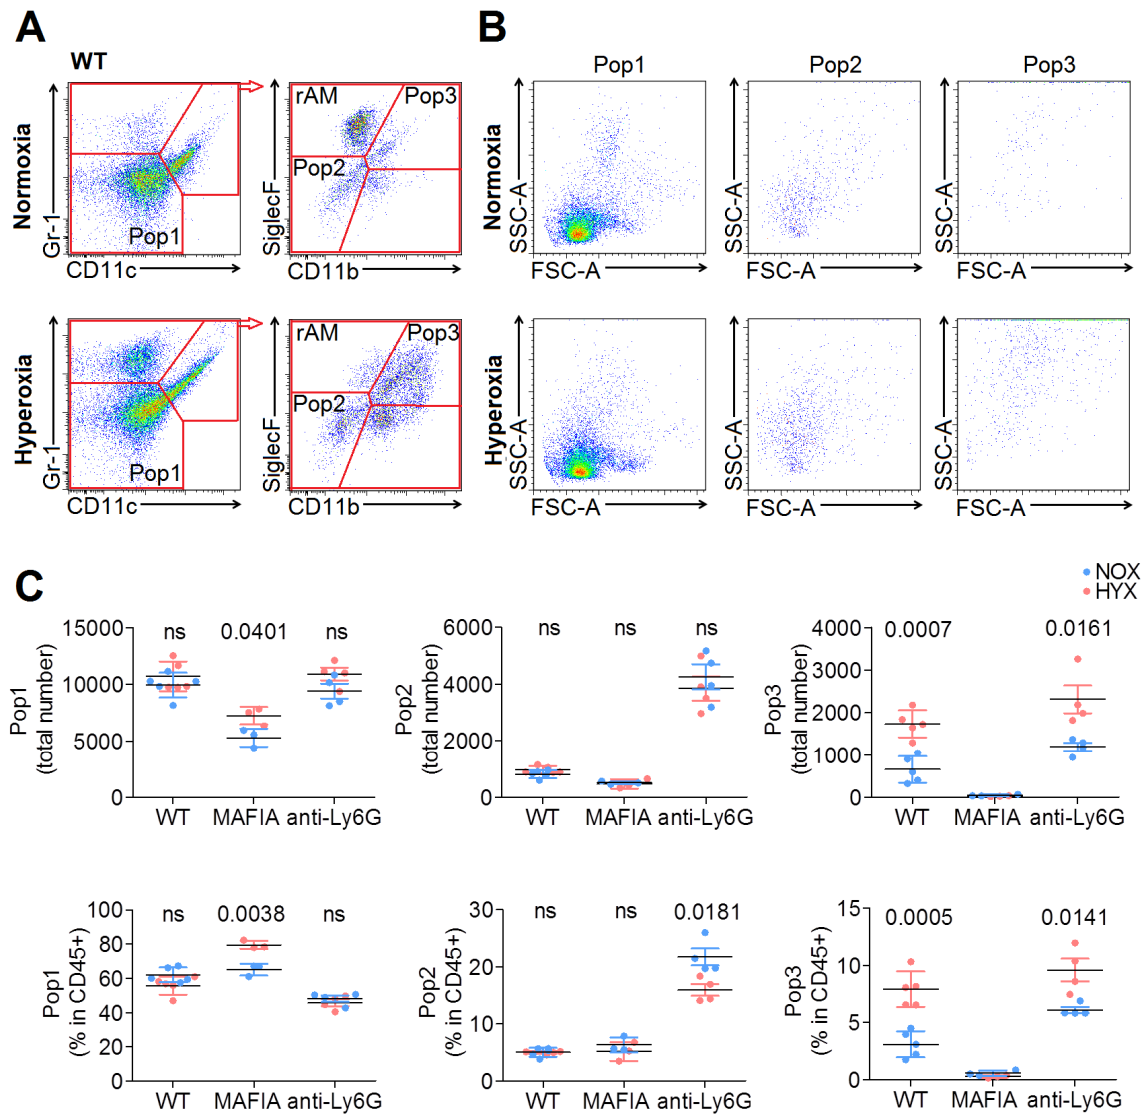 A
B
WT
Pop1
Pop2
Pop3
Normoxia
Gr-1
Pop1
CD11c
SiglecF
rAM
Pop3
Pop2
CD11b
SSC-A
FSC-A
SSC-A
FSC-A
SSC-A
FSC-A
Hyperoxia
Gr-1
Pop1
CD11c
SiglecF
rAM
Pop3
Pop2
CD11b
SSC-A
FSC-A
SSC-A
FSC-A
SSC-A
FSC-A
C
NOX
HYX
Pop1
(total number)
15000
10000
5000
0
ns 0.0401 ns
WT MAFIA anti-Ly6G
Pop2
(total number)
6000
4000
2000
0
ns ns ns
WT MAFIA anti-Ly6G
Pop3
(total number)
4000
3000
2000
1000
0
0.0007 0.0161
WT MAFIA anti-Ly6G
Pop1
(% in CD45+)
100
80
60
40
20
0
ns 0.0038 ns
WT MAFIA anti-Ly6G
Pop2
(% in CD45+)
30
20
10
0
ns ns 0.0181
WT MAFIA anti-Ly6G
Pop3
(% in CD45+)
15
10
5
0
0.0005 0.0141
WT MAFIA anti-Ly6G